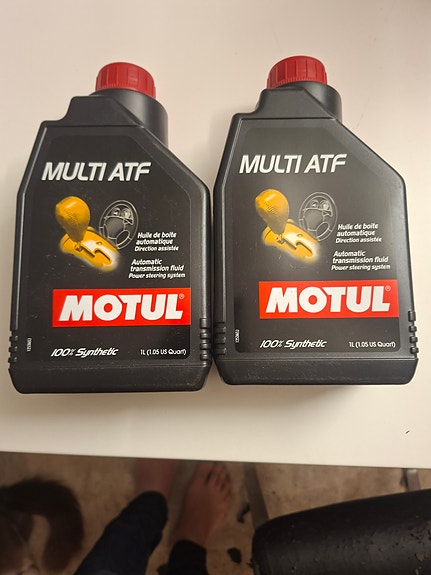 MULTI ATF
Huile de boite
automatique
Direction assistée
Automatic
transmission fluid
Power steering system
MOTUL®
100% Synthetic
1L (1.05 US Quart)
MULTI ATF
Huile de boite
automatique
Direction assistée
Automatic
transmission fluid
Power steering system
MOTUL®
100% Synthetic
1L (1.05 US Quart)